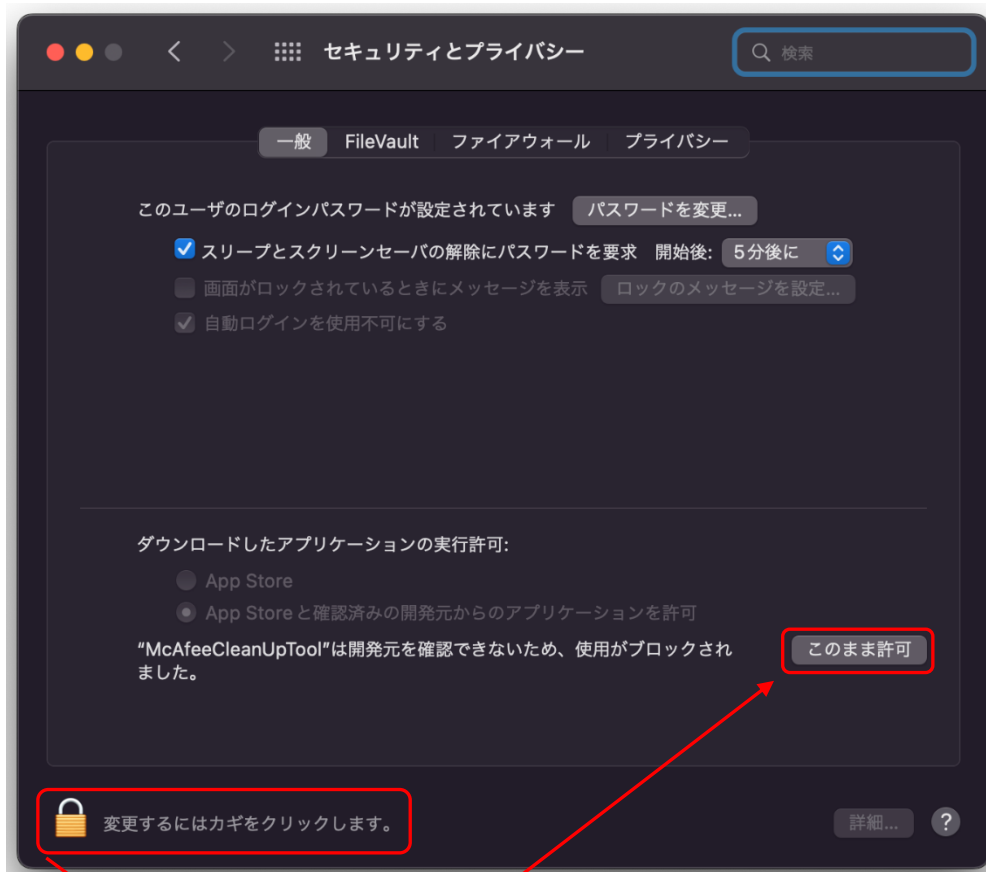 セキュリティとプライバシー
検索
一般 FileVault ファイアウォール プライバシー
このユーザのログインパスワードが設定されています パスワードを変更...
スリープとスクリーンセーバの解除にパスワードを要求 開始後: 5分後に
画面がロックされているときにメッセージを表示 ロックのメッセージを設定...
自動ログインを使用不可にする
ダウンロードしたアプリケーションの実行許可:
App Store
App Storeと確認済みの開発元からのアプリケーションを許可
“McAfeeCleanUpTool”は開発元を確認できないため、使用がブロックされ
ました。
このまま許可
変更するにはカギをクリックします。
詳細... ?